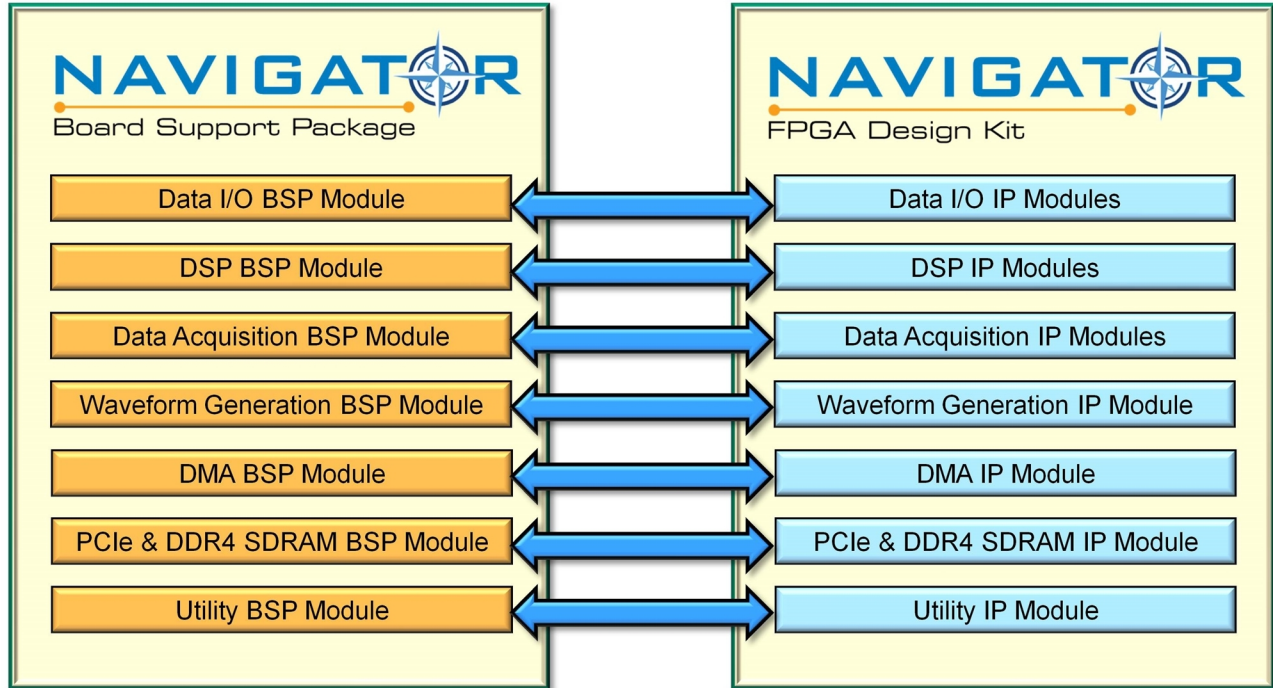 NAVIGATOR
Board Support Package
Data I/O BSP Module
DSP BSP Module
Data Acquisition BSP Module
Waveform Generation BSP Module
DMA BSP Module
PCIe & DDR4 SDRAM BSP Module
Utility BSP Module
NAVIGATOR
FPGA Design Kit
Data I/O IP Modules
DSP IP Modules
Data Acquisition IP Modules
Waveform Generation IP Module
DMA IP Module
PCIe & DDR4 SDRAM IP Module
Utility IP Module